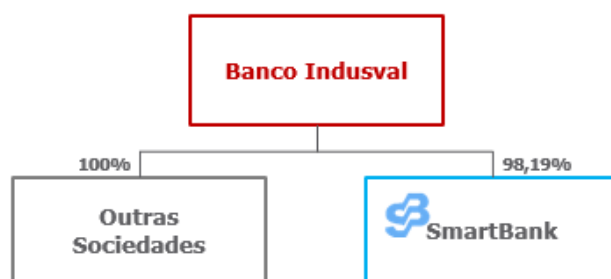 Banco Indusval
100%
98,19%
Outras
Sociedades
SmartBank